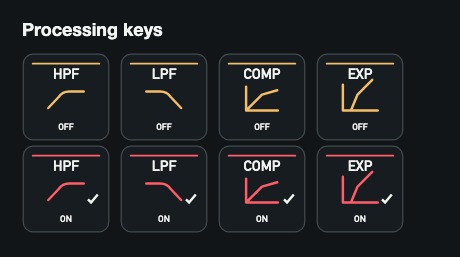 Processing keys
HPF LPF COMP EXP
OFF OFF OFF OFF
HPF LPF COMP EXP
ON ON ON ON